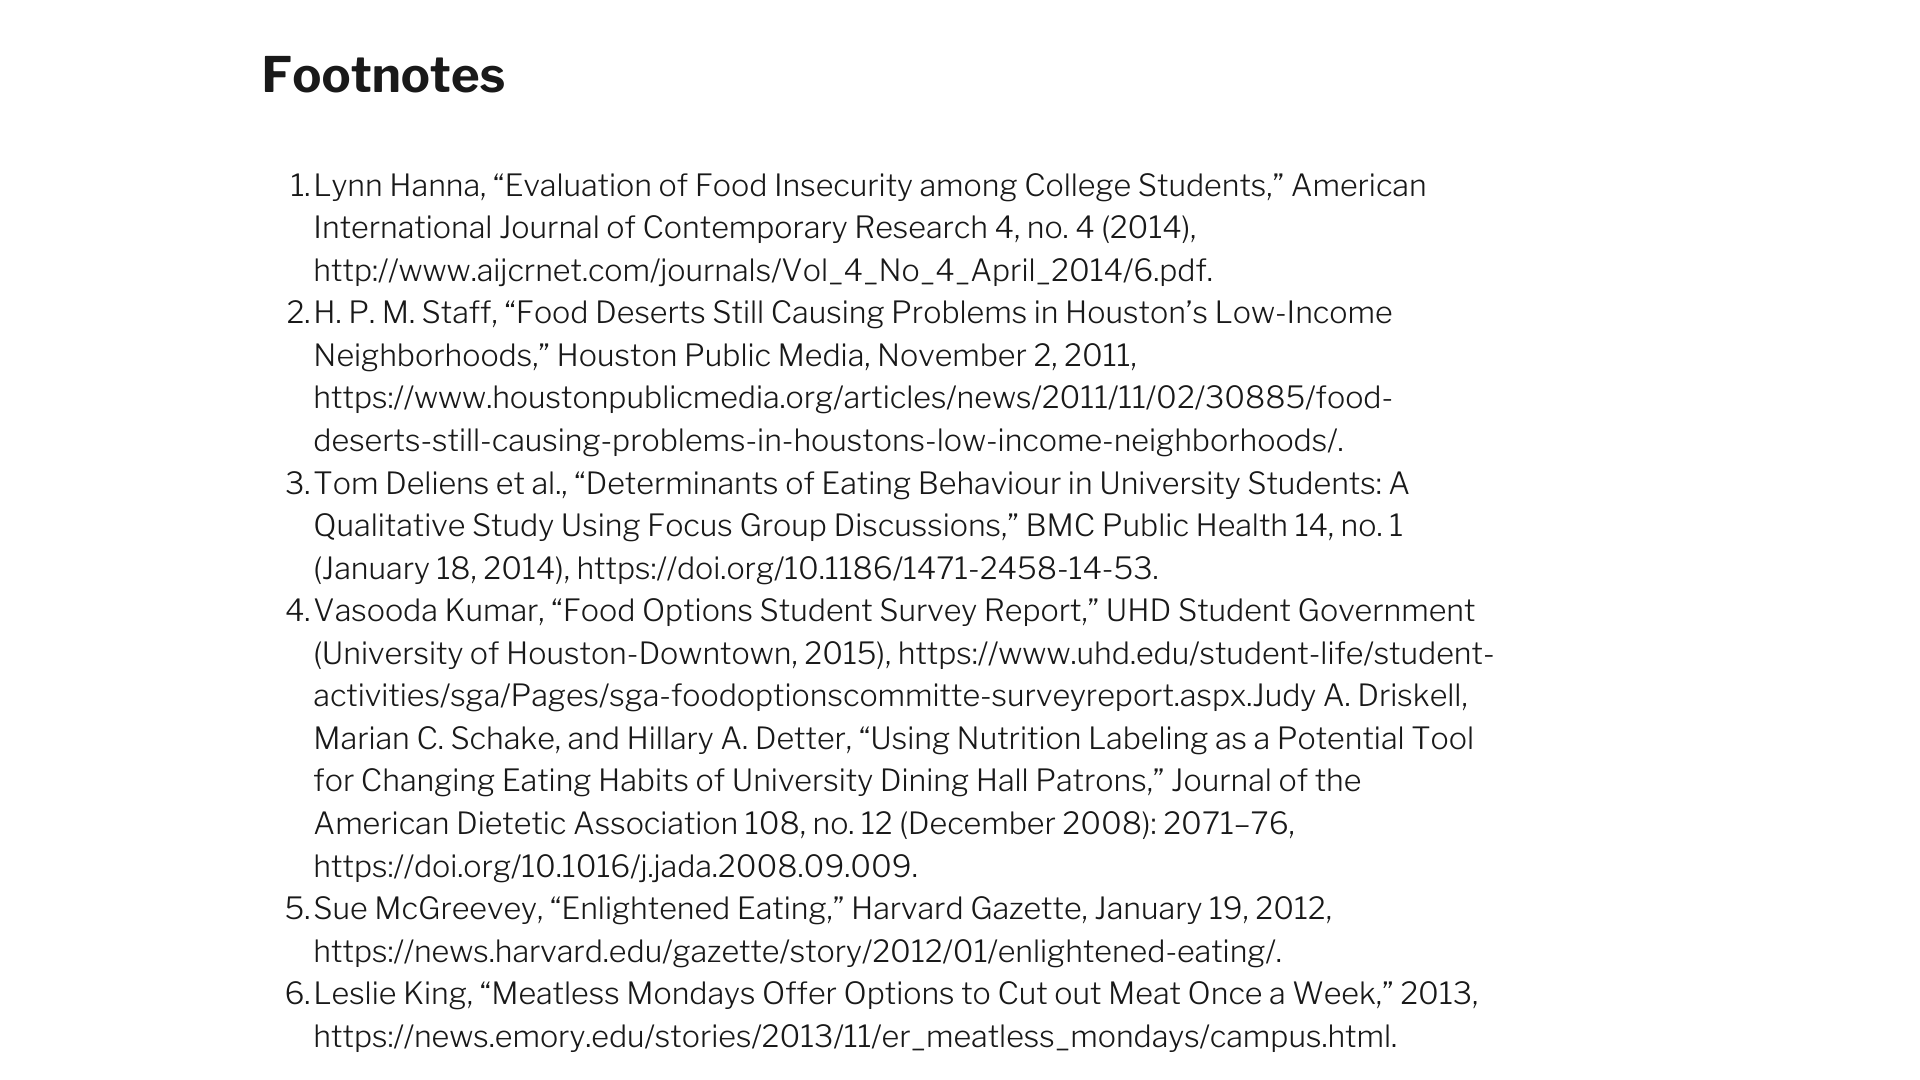 Footnotes
1. Lynn Hanna, “Evaluation of Food Insecurity among College Students,” American
International Journal of Contemporary Research 4, no. 4 (2014),
http://www.aijcrnet.com/journals/Vol_4_No_4_April_2014/6.pdf.
2. H. P. M. Staff, “Food Deserts Still Causing Problems in Houston’s Low-Income
Neighborhoods,” Houston Public Media, November 2, 2011,
https://www.houstonpublicmedia.org/articles/news/2011/11/02/30885/food-
deserts-still-causing-problems-in-houstons-low-income-neighborhoods/.
3. Tom Deliens et al., “Determinants of Eating Behaviour in University Students: A
Qualitative Study Using Focus Group Discussions,” BMC Public Health 14, no. 1
(January 18, 2014), https://doi.org/10.1186/1471-2458-14-53.
4. Vasooda Kumar, “Food Options Student Survey Report,” UHD Student Government
(University of Houston-Downtown, 2015), https://www.uhd.edu/student-life/student-
activities/sga/Pages/sga-foodoptionscommitte-surveyreport.aspx.Judy A. Driskell,
Marian C. Schake, and Hillary A. Detter, “Using Nutrition Labeling as a Potential Tool
for Changing Eating Habits of University Dining Hall Patrons,” Journal of the
American Dietetic Association 108, no. 12 (December 2008): 2071–76,
https://doi.org/10.1016/j.jada.2008.09.009.
5. Sue McGreevey, “Enlightened Eating,” Harvard Gazette, January 19, 2012,
https://news.harvard.edu/gazette/story/2012/01/enlightened-eating/.
6. Leslie King, “Meatless Mondays Offer Options to Cut out Meat Once a Week,” 2013,
https://news.emory.edu/stories/2013/11/er_meatless_mondays/campus.html.